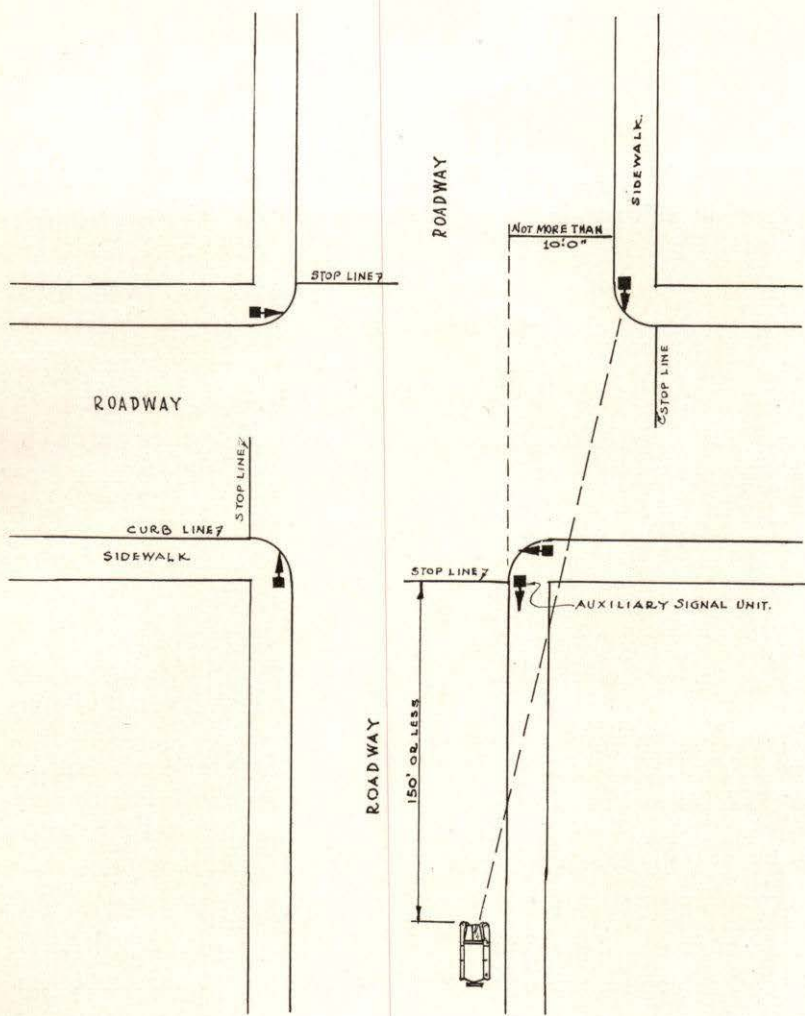 SIDEWALK.
ROADWAY
NOT MORE THAN
10'0"
STOP LINE
ROADWAY
STOP LINE
STOP LINE
CURB LINE
SIDEWALK
STOP LINE
AUXILIARY SIGNAL UNIT.
150' OR LESS
ROADWAY